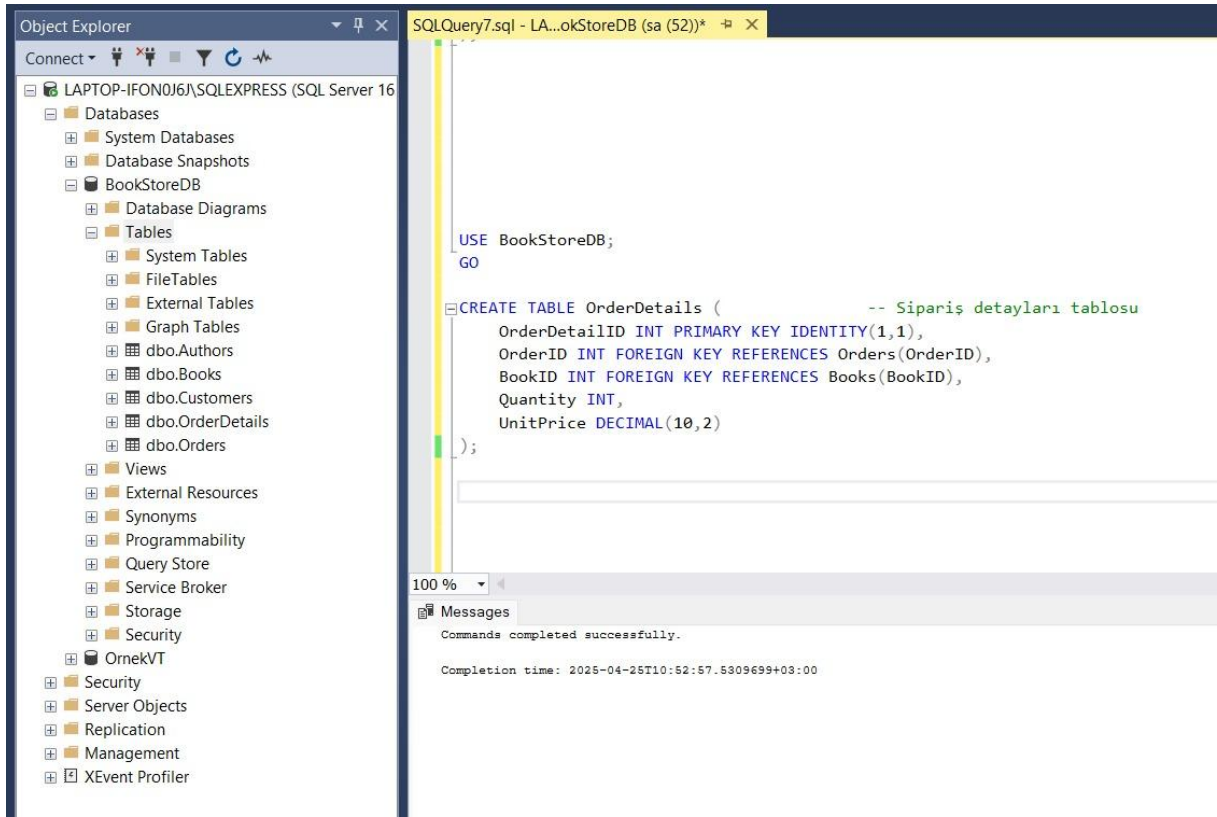 Object Explorer
Connect
LAPTOP-IFON0J6J\SQLEXPRESS (SQL Server 16
Databases
System Databases
Database Snapshots
BookStoreDB
Database Diagrams
Tables
System Tables
FileTables
External Tables
Graph Tables
dbo.Authors
dbo.Books
dbo.Customers
dbo.OrderDetails
dbo.Orders
Views
External Resources
Synonyms
Programmability
Query Store
Service Broker
Storage
Security
OrnekVT
Security
Server Objects
Replication
Management
XEvent Profiler
SQLQuery7.sql - LA...okStoreDB (sa (52))*
USE BookStoreDB;
GO
CREATE TABLE OrderDetails ( -- Sipariş detayları tablosu
OrderDetailID INT PRIMARY KEY IDENTITY(1,1),
OrderID INT FOREIGN KEY REFERENCES Orders(OrderID),
BookID INT FOREIGN KEY REFERENCES Books(BookID),
Quantity INT,
UnitPrice DECIMAL(10,2)
);
100 %
Messages
Commands completed successfully.
Completion time: 2025-04-25T10:52:57.5309699+03:00